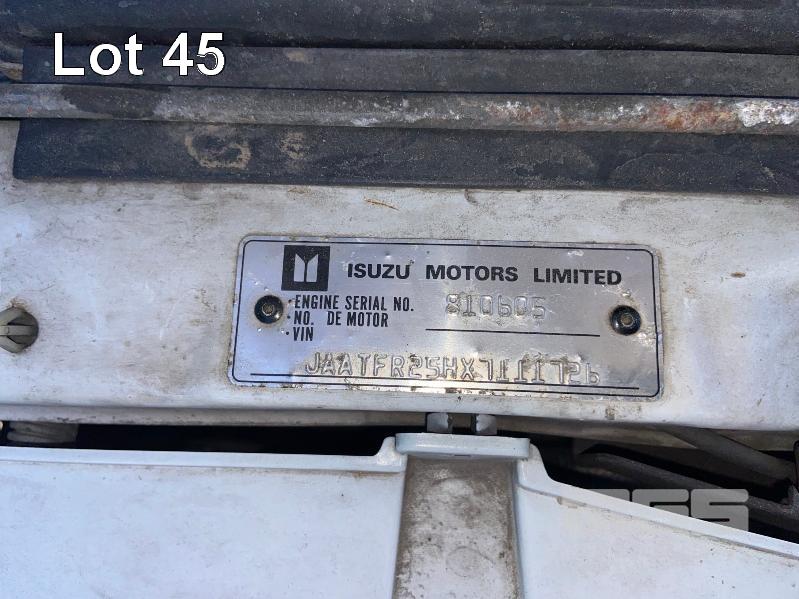 Lot 45
ISUZU MOTORS LIMITED
·ENGINE SERIAL NO. 810605
NO. DE MOTOR
·VIN
JAATFR25HX7111726